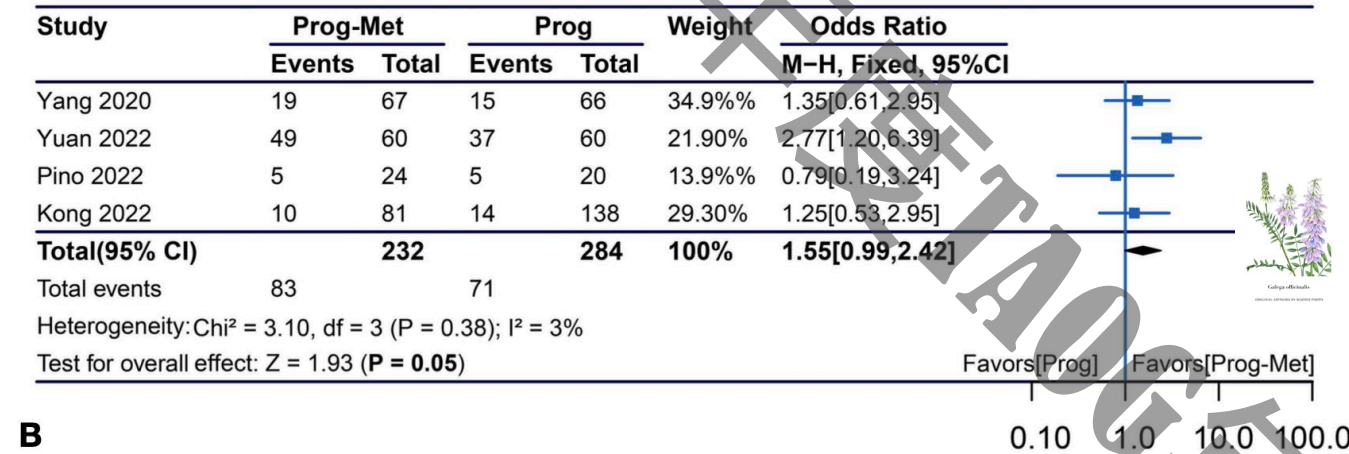 Study Prog-Met Prog Weight Odds Ratio
Events Total Events Total M−H, Fixed, 95%CI
Yang 2020 19 67 15 66 34.9%% 1.35[0.61,2.95]
Yuan 2022 49 60 37 60 21.90% 2.77[1.20,6.39]
Pino 2022 5 24 5 20 13.9%% 0.79[0.19,3.24]
Kong 2022 10 81 14 138 29.30% 1.25[0.53,2.95]
Total(95% CI) 232 284 100% 1.55[0.99,2.42]
Total events 83 71
Heterogeneity:Chi² = 3.10, df = 3 (P = 0.38); I² = 3%
Test for overall effect: Z = 1.93 (P = 0.05)
Favors[Prog] Favors[Prog-Met]
0.10 1.0 10.0 100.0
B
Galega officinalis
TAOG